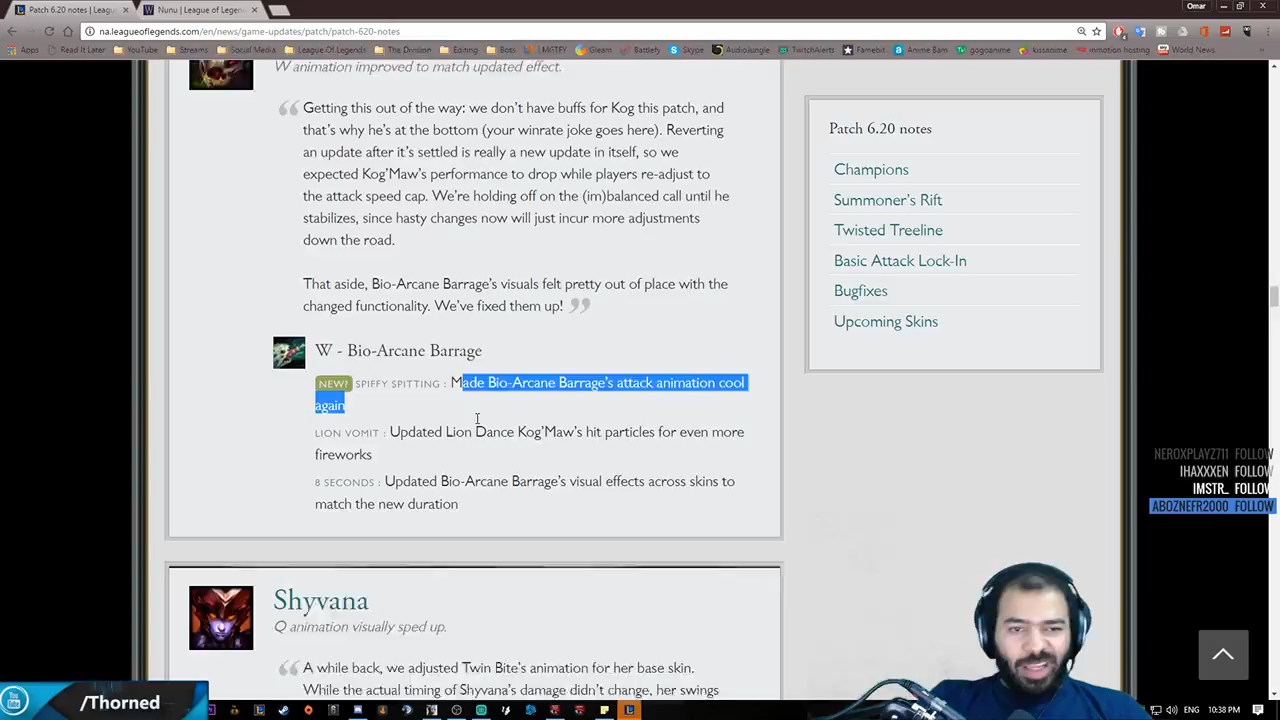 Patch 6.20 notes | Leagu
Nunu | League of Legen
Omar
na.leagueoflegends.com/en/news/game-updates/patch/patch-620-notes
Apps Read It Later YouTube Streams Social Media League Of Legends The Division Editing Bots LMGTFY Gleam Battlefy Skype AudioJungle TwitchAlerts Famebit Anime Bam gogoanime kissanime inmotion hosting World News
W animation improved to match updated effect.
Getting this out of the way: we don't have buffs for Kog this patch, and
that's why he's at the bottom (your winrate joke goes here). Reverting
an update after it's settled is really a new update in itself, so we
expected Kog'Maw's performance to drop while players re-adjust to
the attack speed cap. We're holding off on the (im)balanced call until he
stabilizes, since hasty changes now will just incur more adjustments
down the road.
That aside, Bio-Arcane Barrage's visuals felt pretty out of place with the
changed functionality. We've fixed them up!
W - Bio-Arcane Barrage
NEW! SPIFFY SPITTING : Made Bio-Arcane Barrage's attack animation cool
again
LION VOMIT : Updated Lion Dance Kog'Maw's hit particles for even more
fireworks
8 SECONDS : Updated Bio-Arcane Barrage's visual effects across skins to
match the new duration
Shyvana
Q animation visually sped up.
A while back, we adjusted Twin Bite's animation for her base skin.
While the actual timing of Shyvana's damage didn't change, her swings
Patch 6.20 notes
Champions
Summoner's Rift
Twisted Treeline
Basic Attack Lock-In
Bugfixes
Upcoming Skins
NEROXPLAYZ711 FOLLOW
IHAXXXEN FOLLOW
IMSTR_ FOLLOW
ABOZNEFR2000 FOLLOW
You Tube
/Thorned
ENG 10:38 PM